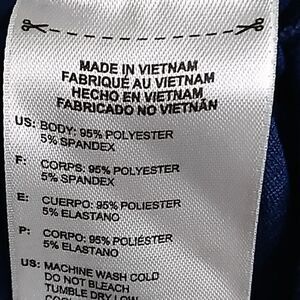 MADE IN VIETNAM
FABRIQUÉ AU VIETNAM
HECHO EN VIETNAM
FABRICADO NO VIETNÃN
US: BODY: 95% POLYESTER
5% SPANDEX
F: CORPS: 95% POLYESTER
5% SPANDEX
E: CUERPO: 95% POLIESTER
5% ELASTANO
P: CORPO: 95% POLIÉSTER
5% ELASTANO
US: MACHINE WASH COLD
DO NOT BLEACH
TUMBLE DRY LOW